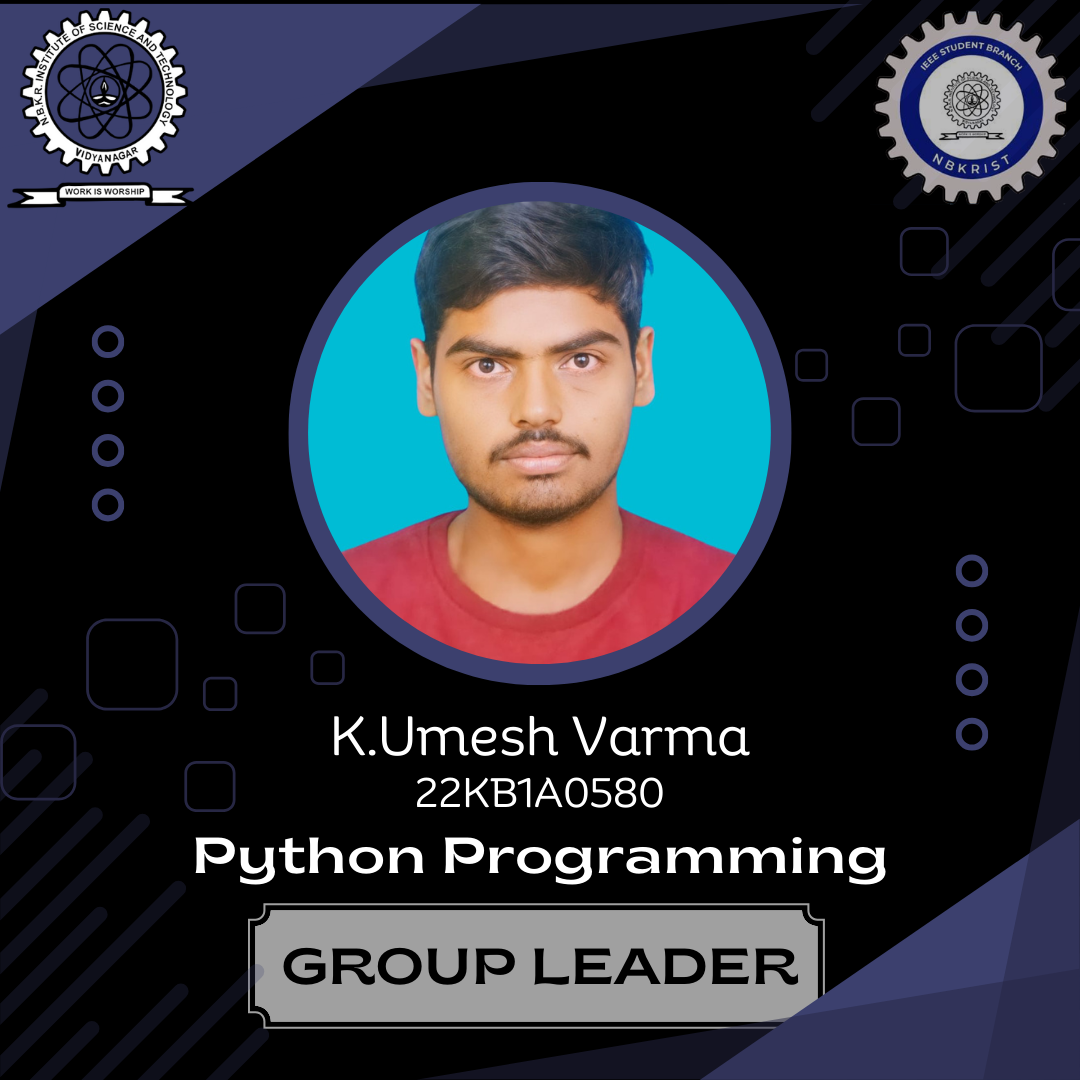 N.B.K.R. INSTITUTE OF SCIENCE AND TECHNOLOGY
VIDYANAGAR
WORK IS WORSHIP
IEEE STUDENT BRANCH
NBKRIST
K.Umesh Varma
22KB1A0580
Python Programming
GROUP LEADER